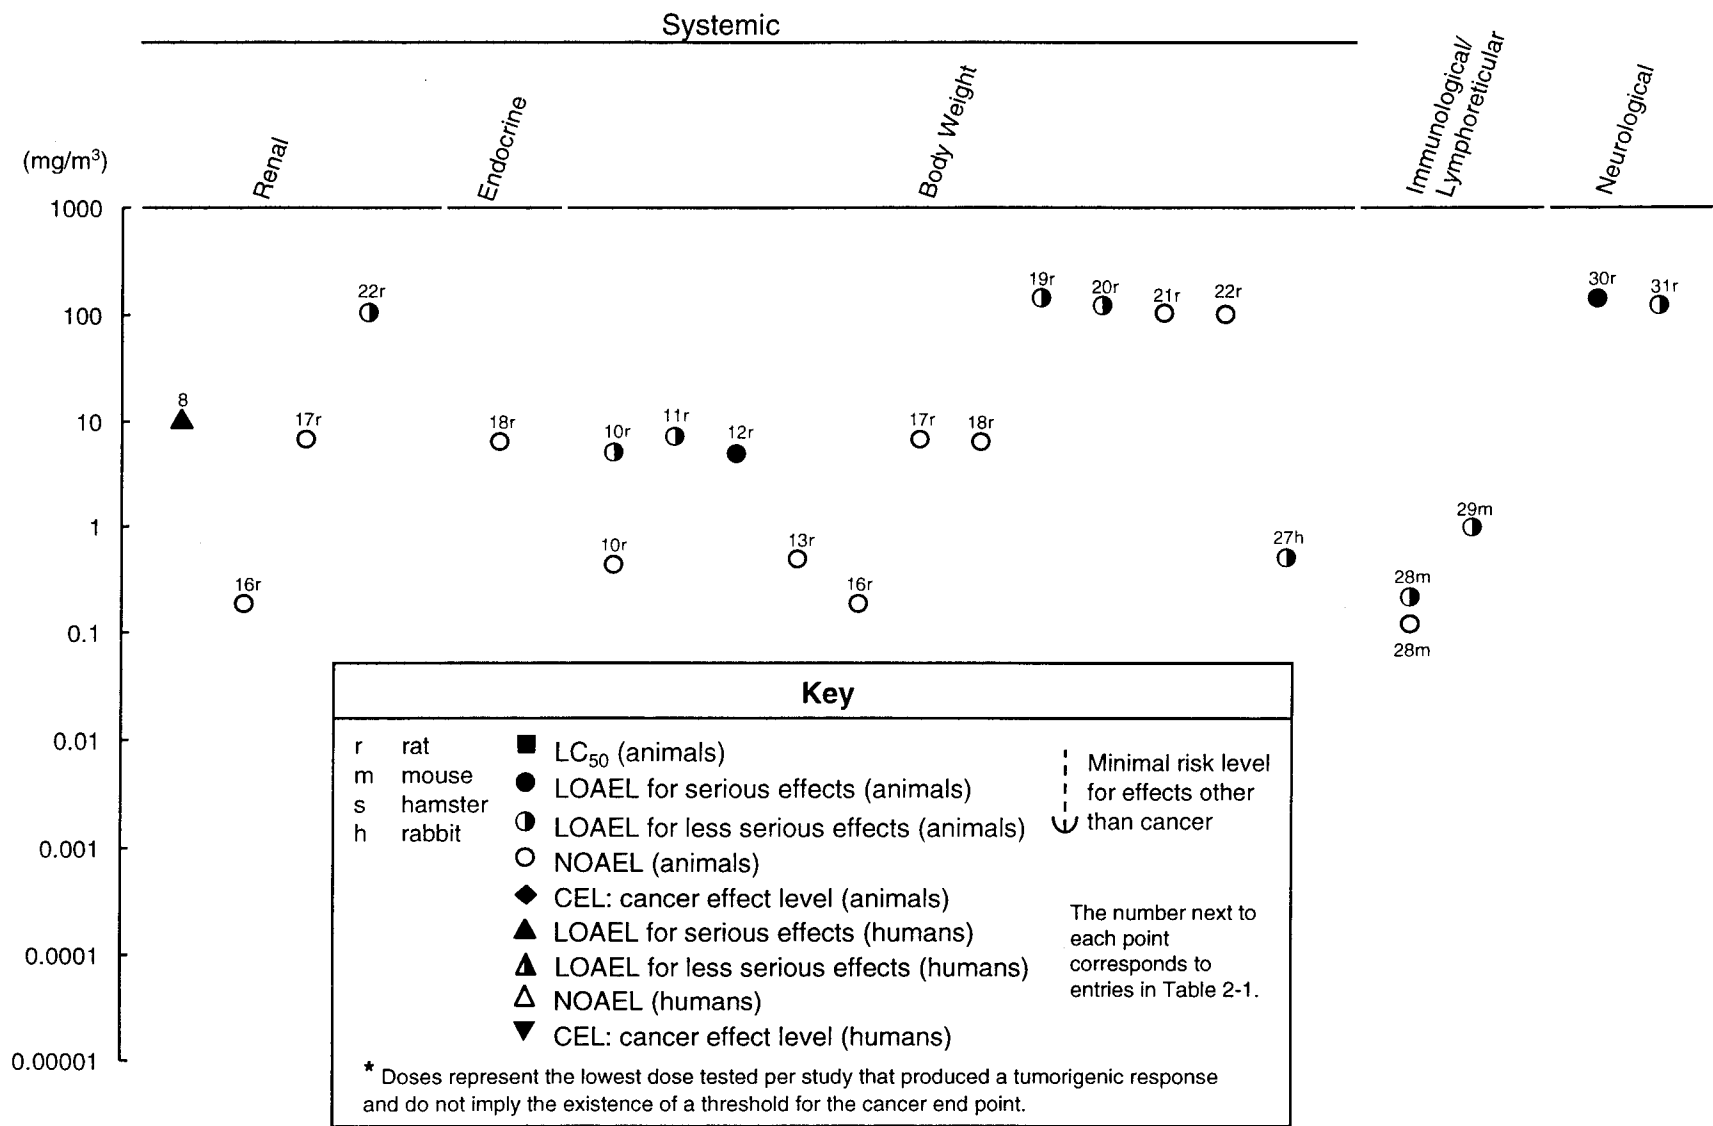 Systemic
Renal
Endocrine
Body Weight
Immunological/
Lymphoreticular
Neurological
(mg/m³)
1000
100
10
1
0.1
0.01
0.001
0.0001
0.00001
8
16r
17r
22r
18r
10r
10r
11r
12r
13r
16r
17r
18r
19r
20r
21r
22r
27h
28m
28m
29m
30r
31r
Key
r rat
m mouse
s hamster
h rabbit
LC₅₀ (animals)
LOAEL for serious effects (animals)
LOAEL for less serious effects (animals)
NOAEL (animals)
CEL: cancer effect level (animals)
LOAEL for serious effects (humans)
LOAEL for less serious effects (humans)
NOAEL (humans)
CEL: cancer effect level (humans)
Minimal risk level
for effects other
than cancer
The number next to
each point
corresponds to
entries in Table 2-1.
* Doses represent the lowest dose tested per study that produced a tumorigenic response
and do not imply the existence of a threshold for the cancer end point.